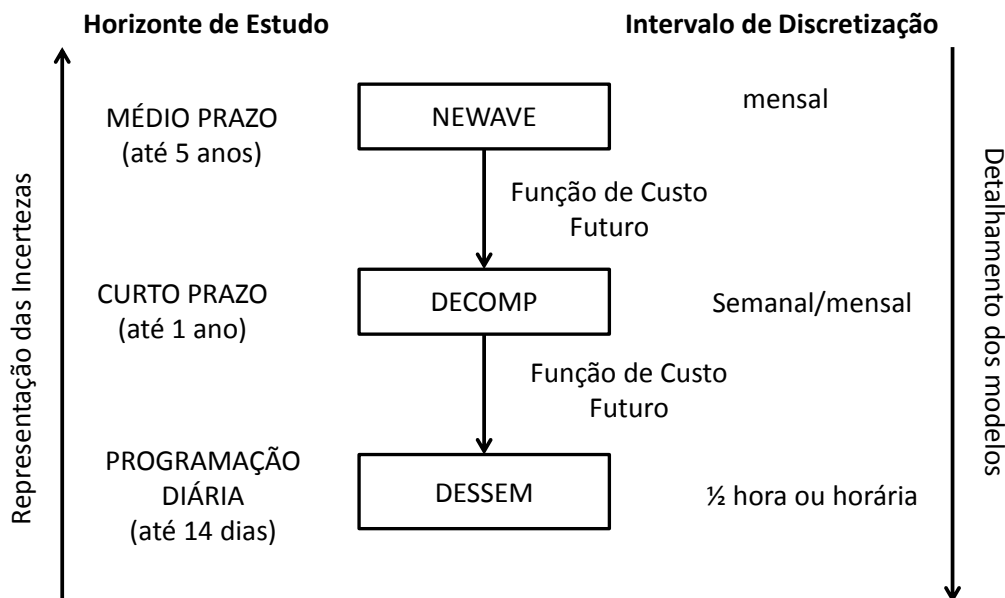 Horizonte de Estudo
Intervalo de Discretização
MÉDIO PRAZO
(até 5 anos)
NEWAVE
mensal
Função de Custo
Futuro
CURTO PRAZO
(até 1 ano)
DECOMP
Semanal/mensal
Função de Custo
Futuro
PROGRAMAÇÃO
DIÁRIA
(até 14 dias)
DESSEM
½ hora ou horária
Representação das Incertezas
Detalhamento dos modelos